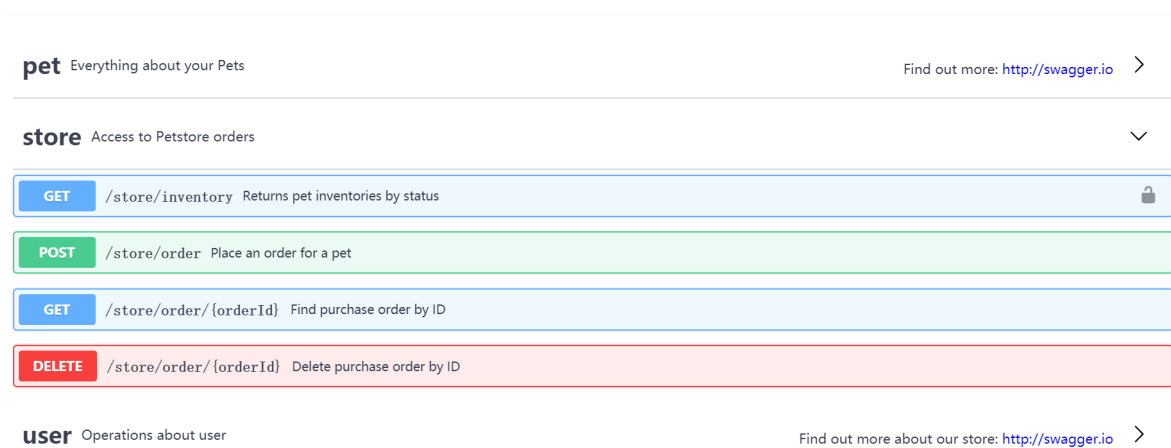 pet Everything about your Pets Find out more: http://swagger.io
store Access to Petstore orders
GET /store/inventory Returns pet inventories by status
POST /store/order Place an order for a pet
GET /store/order/{orderId} Find purchase order by ID
DELETE /store/order/{orderId} Delete purchase order by ID
user Operations about user Find out more about our store: http://swagger.io